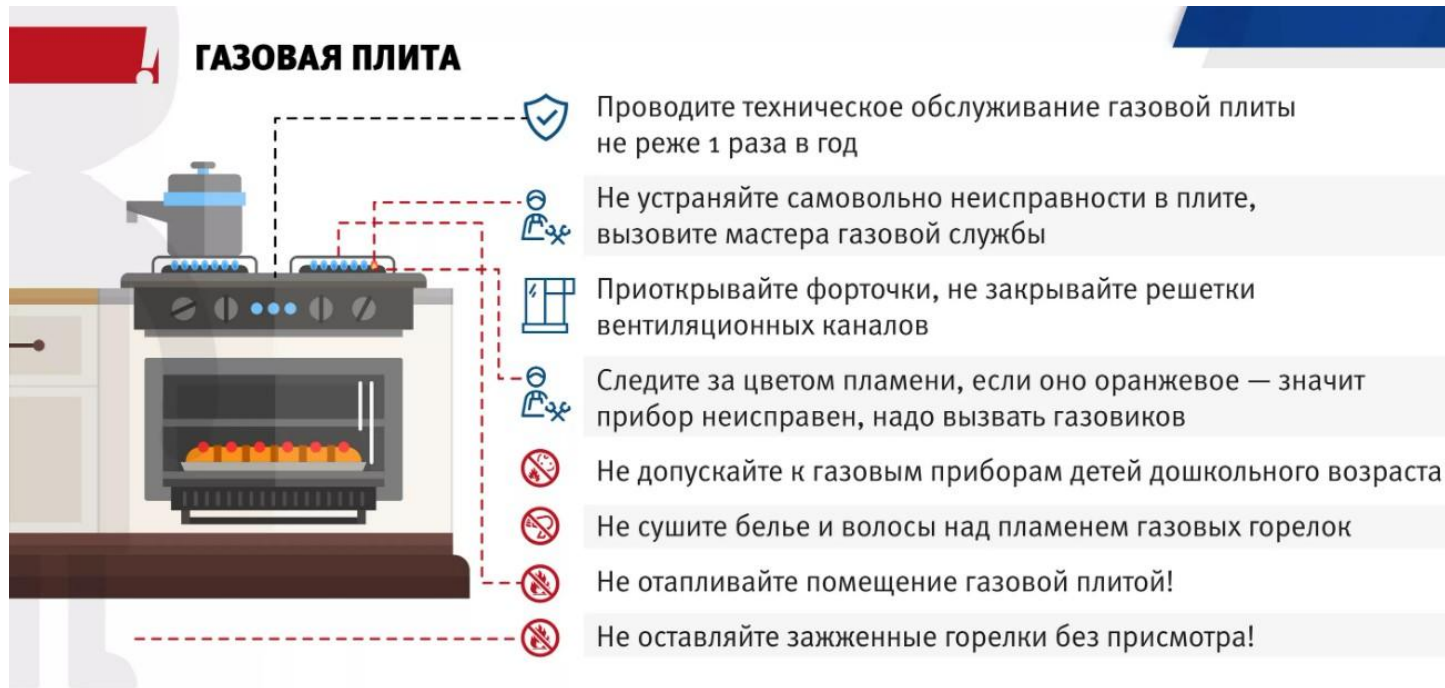 ГАЗОВАЯ ПЛИТА
Проводите техническое обслуживание газовой плиты
не реже 1 раза в год
Не устраняйте самовольно неисправности в плите,
вызовите мастера газовой службы
Приоткрывайте форточки, не закрывайте решетки
вентиляционных каналов
Следите за цветом пламени, если оно оранжевое — значит
прибор неисправен, надо вызвать газовиков
Не допускайте к газовым приборам детей дошкольного возраста
Не сушите белье и волосы над пламенем газовых горелок
Не отапливайте помещение газовой плитой!
Не оставляйте зажженные горелки без присмотра!